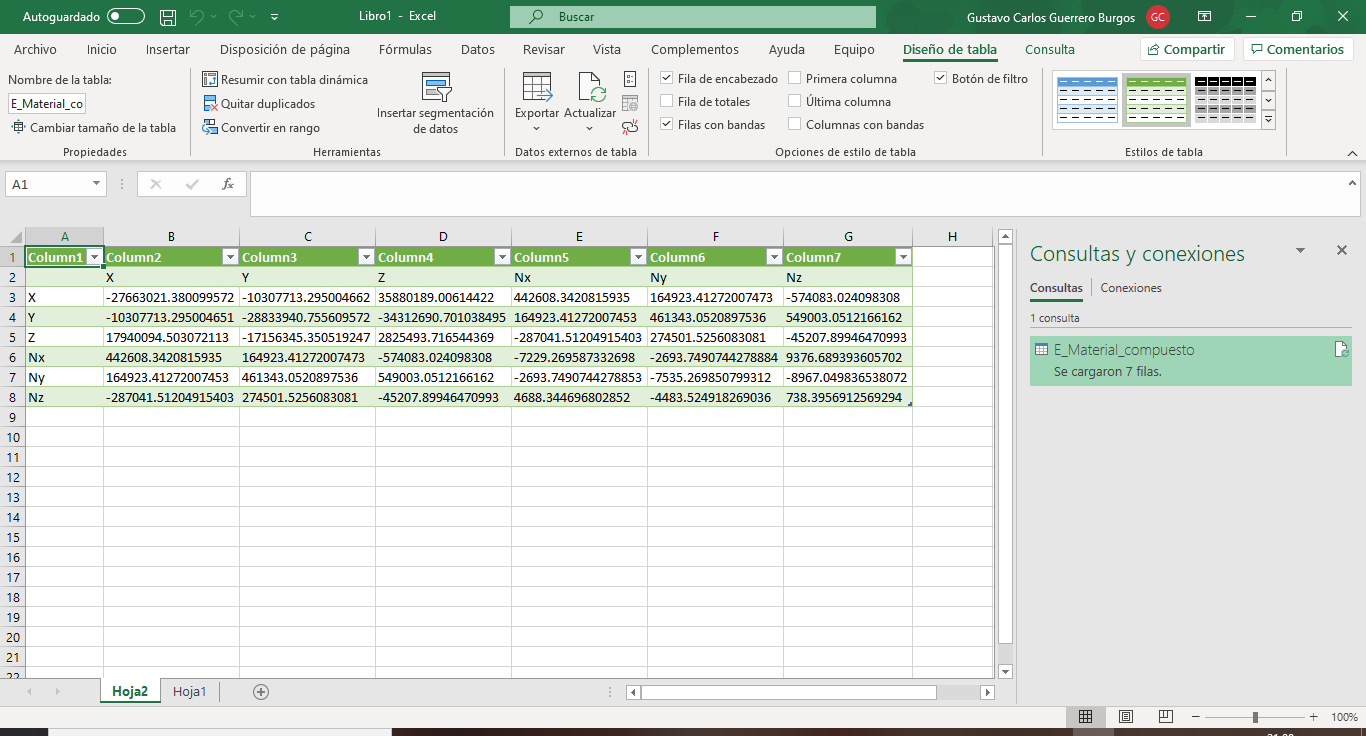 Autoguardado Libro1 - Excel Buscar Gustavo Carlos Guerrero Burgos GC
Archivo Inicio Insertar Disposición de página Fórmulas Datos Revisar Vista Complementos Ayuda Equipo Diseño de tabla Consulta Compartir Comentarios
Nombre de la tabla:
E_Material_co
Cambiar tamaño de la tabla
Propiedades
Resumir con tabla dinámica
Quitar duplicados
Convertir en rango
Insertar segmentación
de datos
Herramientas
Exportar Actualizar
Datos externos de tabla
Fila de encabezado Primera columna Botón de filtro
Fila de totales Última columna
Filas con bandas Columnas con bandas
Opciones de estilo de tabla
Estilos de tabla
A1 fx
A B C D E F G H
1 Column1 Column2 Column3 Column4 Column5 Column6 Column7
2 X Y Z Nx Ny Nz
3 X -27663021.380099572 -10307713.295004662 35880189.00614422 442608.3420815935 164923.41272007473 -574083.024098308
4 Y -10307713.295004651 -28833940.755609572 -34312690.701038495 164923.41272007453 461343.0520897536 549003.0512166162
5 Z 17940094.503072113 -17156345.350519247 2825493.716544369 -287041.51204915403 274501.5256083081 -45207.89946470993
6 Nx 442608.3420815935 164923.41272007473 -574083.024098308 -7229.269587332698 -2693.7490744278884 9376.689393605702
7 Ny 164923.41272007453 461343.0520897536 549003.0512166162 -2693.7490744278853 -7535.269850799312 -8967.049836538072
8 Nz -287041.51204915403 274501.5256083081 -45207.89946470993 4688.344696802852 -4483.524918269036 738.3956912569294
9
10
11
12
13
14
15
16
17
18
19
20
21
22
Consultas y conexiones
Consultas Conexiones
1 consulta
E_Material_compuesto
Se cargaron 7 filas.
Hoja2 Hoja1
100%